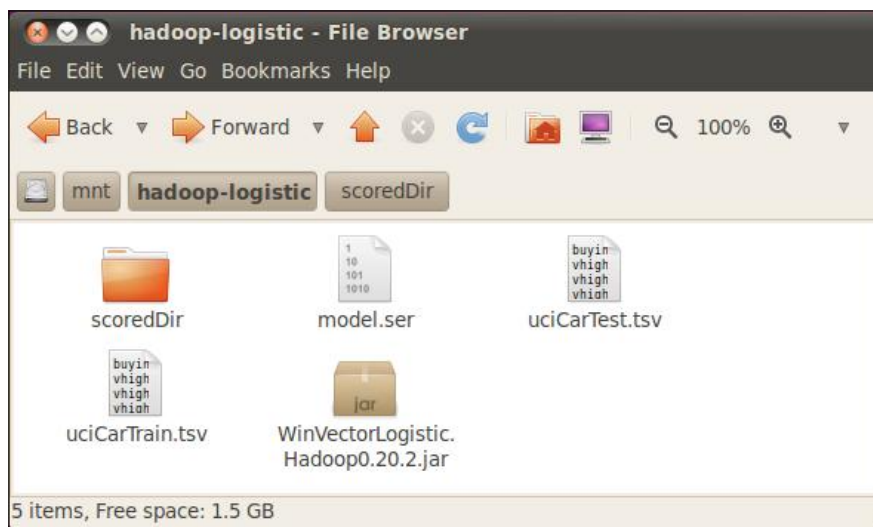 hadoop-logistic - File Browser
File Edit View Go Bookmarks Help
Back Forward 100%
mnt hadoop-logistic scoredDir
1
10
101
1010
buyin
vhigh
vhigh
vhigh
scoredDir model.ser uciCarTest.tsv
buyin
vhigh
vhigh
vhigh
jar
uciCarTrain.tsv WinVectorLogistic.
Hadoop0.20.2.jar
5 items, Free space: 1.5 GB